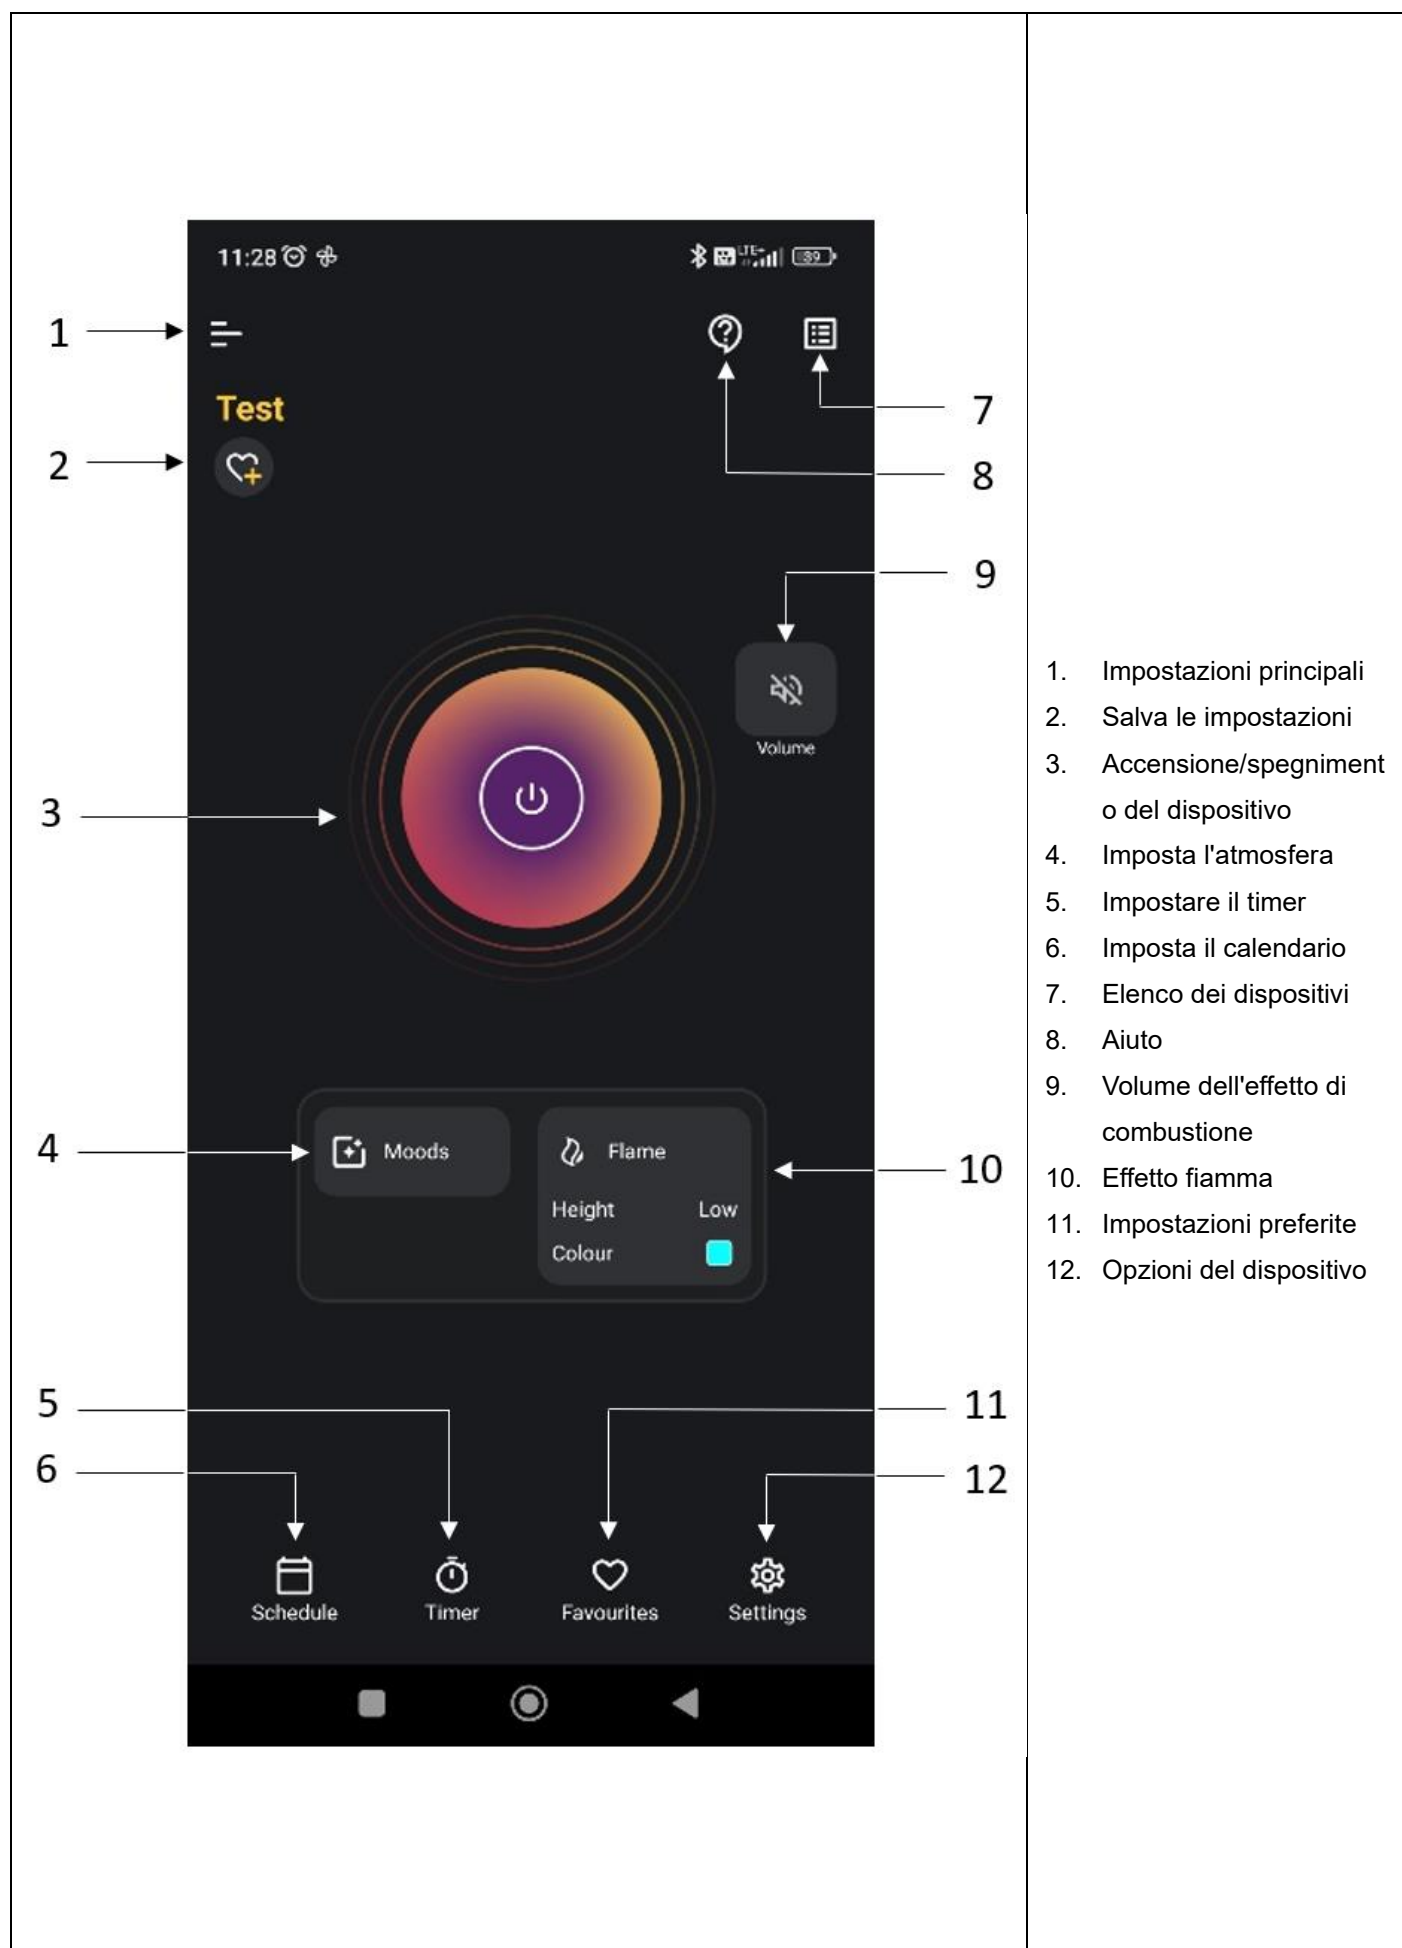 11:28
LTE+
39
1
Test
7
2
8
9
Volume
3
4
Moods
Flame
10
Height Low
Colour
5
11
6
12
Schedule Timer Favourites Settings
1. Impostazioni principali
2. Salva le impostazioni
3. Accensione/spegniment
o del dispositivo
4. Imposta l'atmosfera
5. Impostare il timer
6. Imposta il calendario
7. Elenco dei dispositivi
8. Aiuto
9. Volume dell'effetto di
combustione
10. Effetto fiamma
11. Impostazioni preferite
12. Opzioni del dispositivo